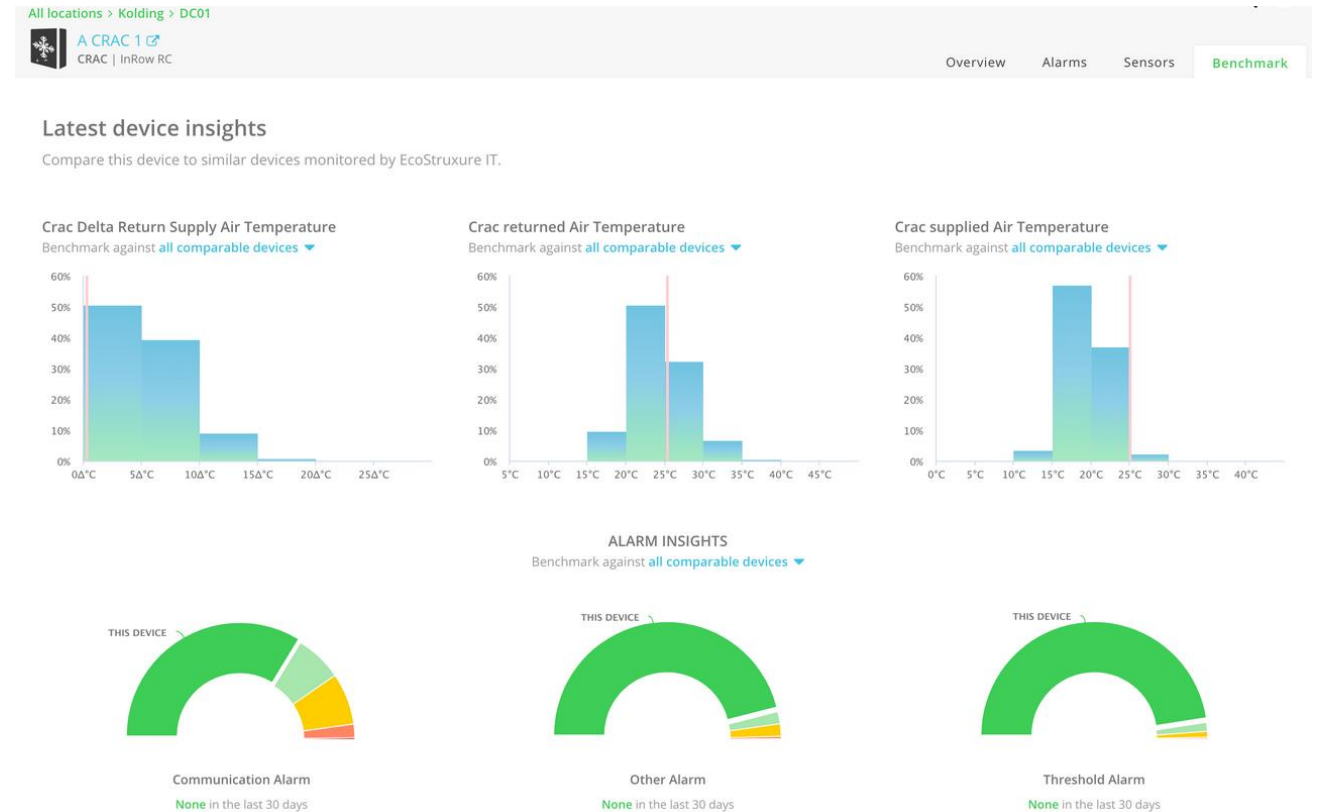 All locations > Kolding > DC01
A CRAC 1
CRAC | InRow RC
Overview Alarms Sensors Benchmark
Latest device insights
Compare this device to similar devices monitored by EcoStruxure IT.
Crac Delta Return Supply Air Temperature
Benchmark against all comparable devices
60%
50%
40%
30%
20%
10%
0%
0Δ°C 5Δ°C 10Δ°C 15Δ°C 20Δ°C 25Δ°C
Crac returned Air Temperature
Benchmark against all comparable devices
60%
50%
40%
30%
20%
10%
0%
5°C 10°C 15°C 20°C 25°C 30°C 35°C 40°C 45°C
Crac supplied Air Temperature
Benchmark against all comparable devices
60%
50%
40%
30%
20%
10%
0%
0°C 5°C 10°C 15°C 20°C 25°C 30°C 35°C 40°C
ALARM INSIGHTS
Benchmark against all comparable devices
THIS DEVICE
Communication Alarm
None in the last 30 days
THIS DEVICE
Other Alarm
None in the last 30 days
THIS DEVICE
Threshold Alarm
None in the last 30 days